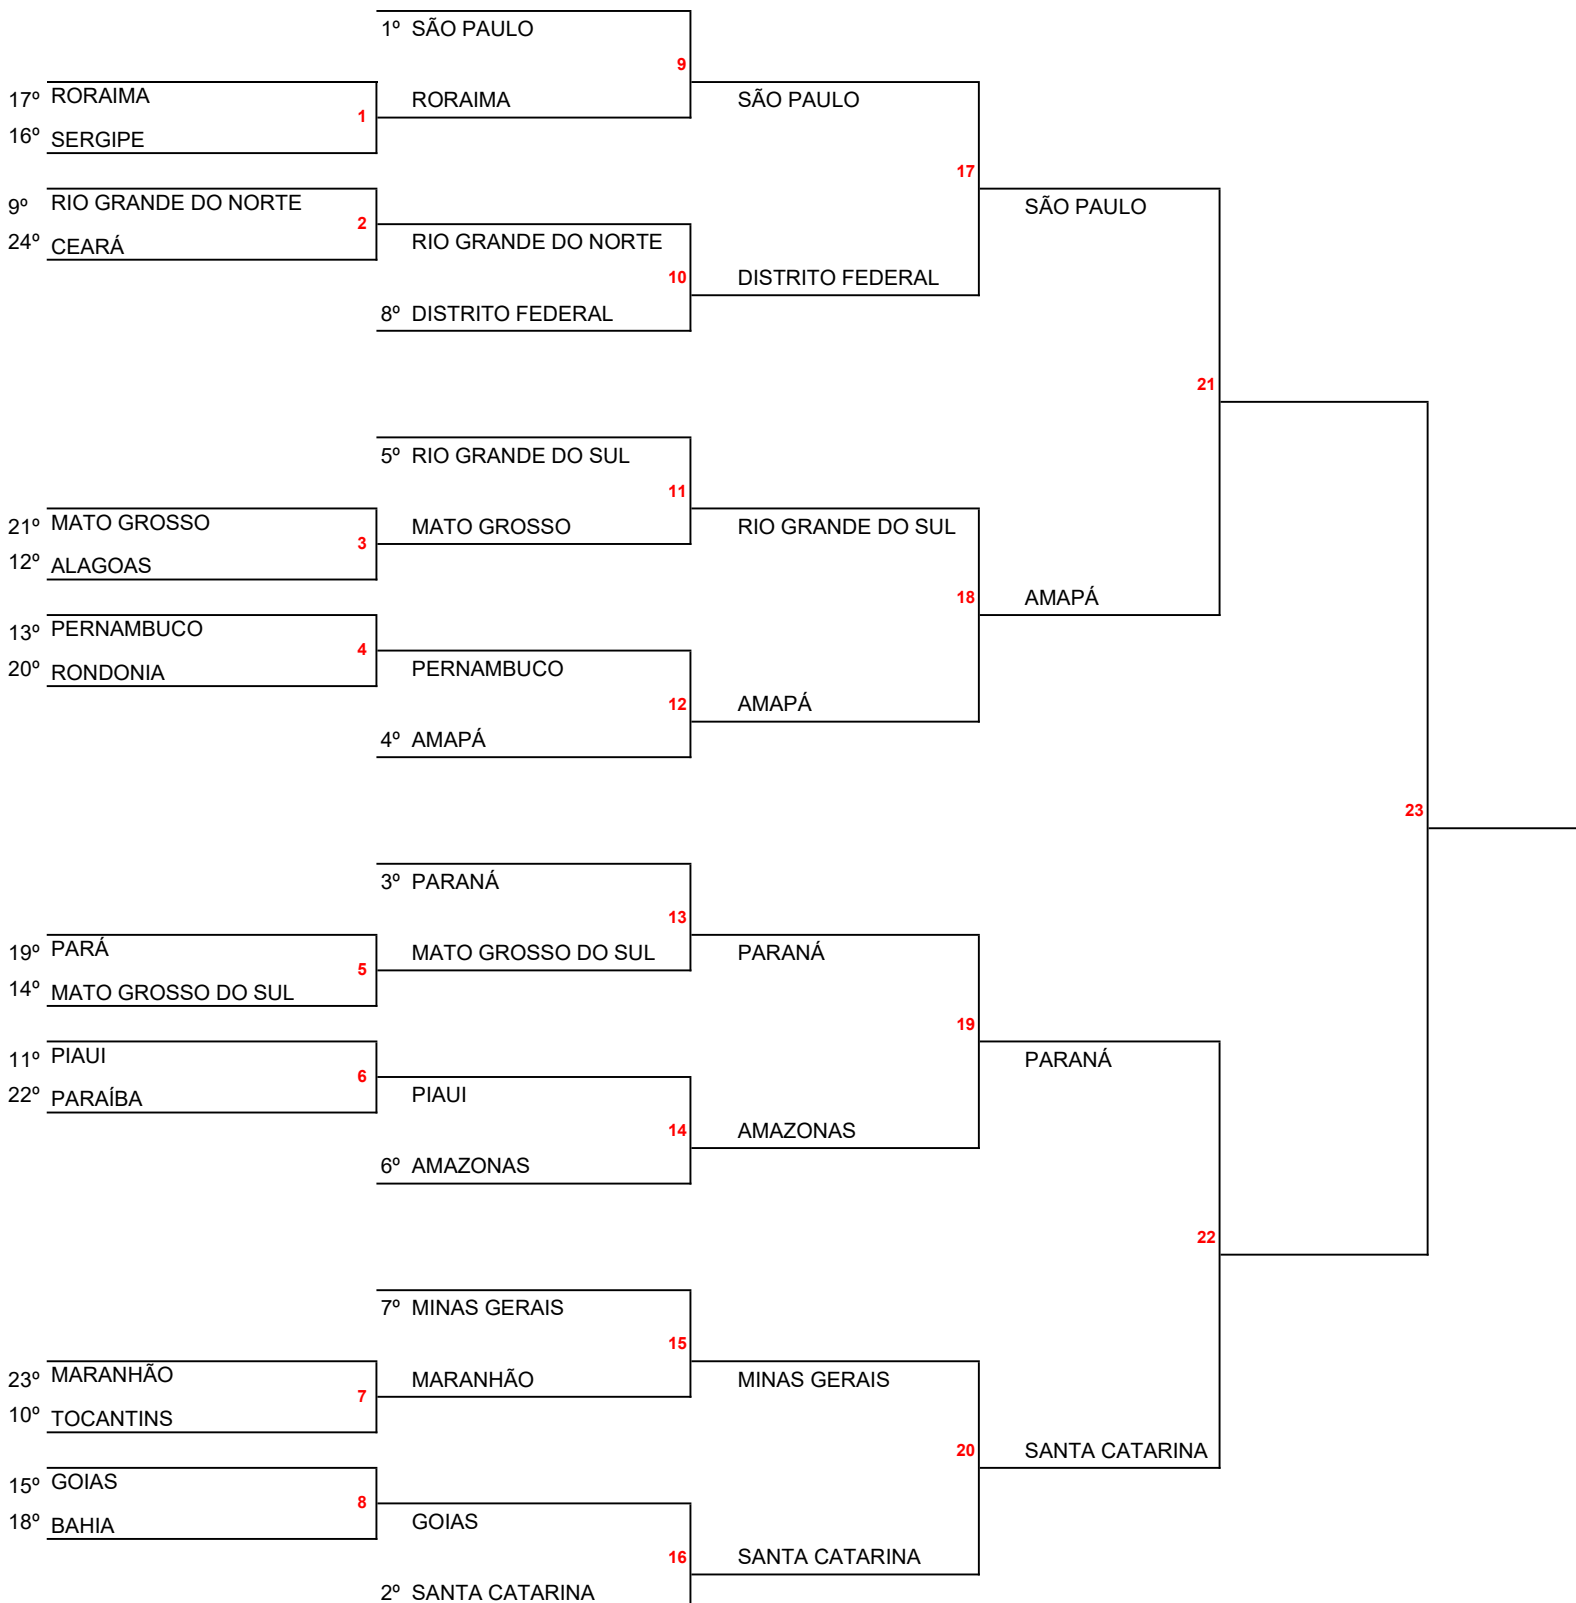 1º SÃO PAULO
9
17º RORAIMA
RORAIMA
SÃO PAULO
1
16º SERGIPE
17
9º RIO GRANDE DO NORTE
SÃO PAULO
2
24º CEARÁ
RIO GRANDE DO NORTE
10
DISTRITO FEDERAL
8º DISTRITO FEDERAL
21
5º RIO GRANDE DO SUL
11
21º MATO GROSSO
MATO GROSSO
RIO GRANDE DO SUL
3
12º ALAGOAS
18
AMAPÁ
13º PERNAMBUCO
4
20º RONDONIA
PERNAMBUCO
12
AMAPÁ
4º AMAPÁ
23
3º PARANÁ
13
19º PARÁ
MATO GROSSO DO SUL
PARANÁ
5
14º MATO GROSSO DO SUL
19
11º PIAUI
PARANÁ
6
22º PARAÍBA
PIAUI
14
AMAZONAS
6º AMAZONAS
22
7º MINAS GERAIS
15
23º MARANHÃO
MARANHÃO
MINAS GERAIS
7
10º TOCANTINS
20
SANTA CATARINA
15º GOIAS
8
18º BAHIA
GOIAS
16
SANTA CATARINA
2º SANTA CATARINA